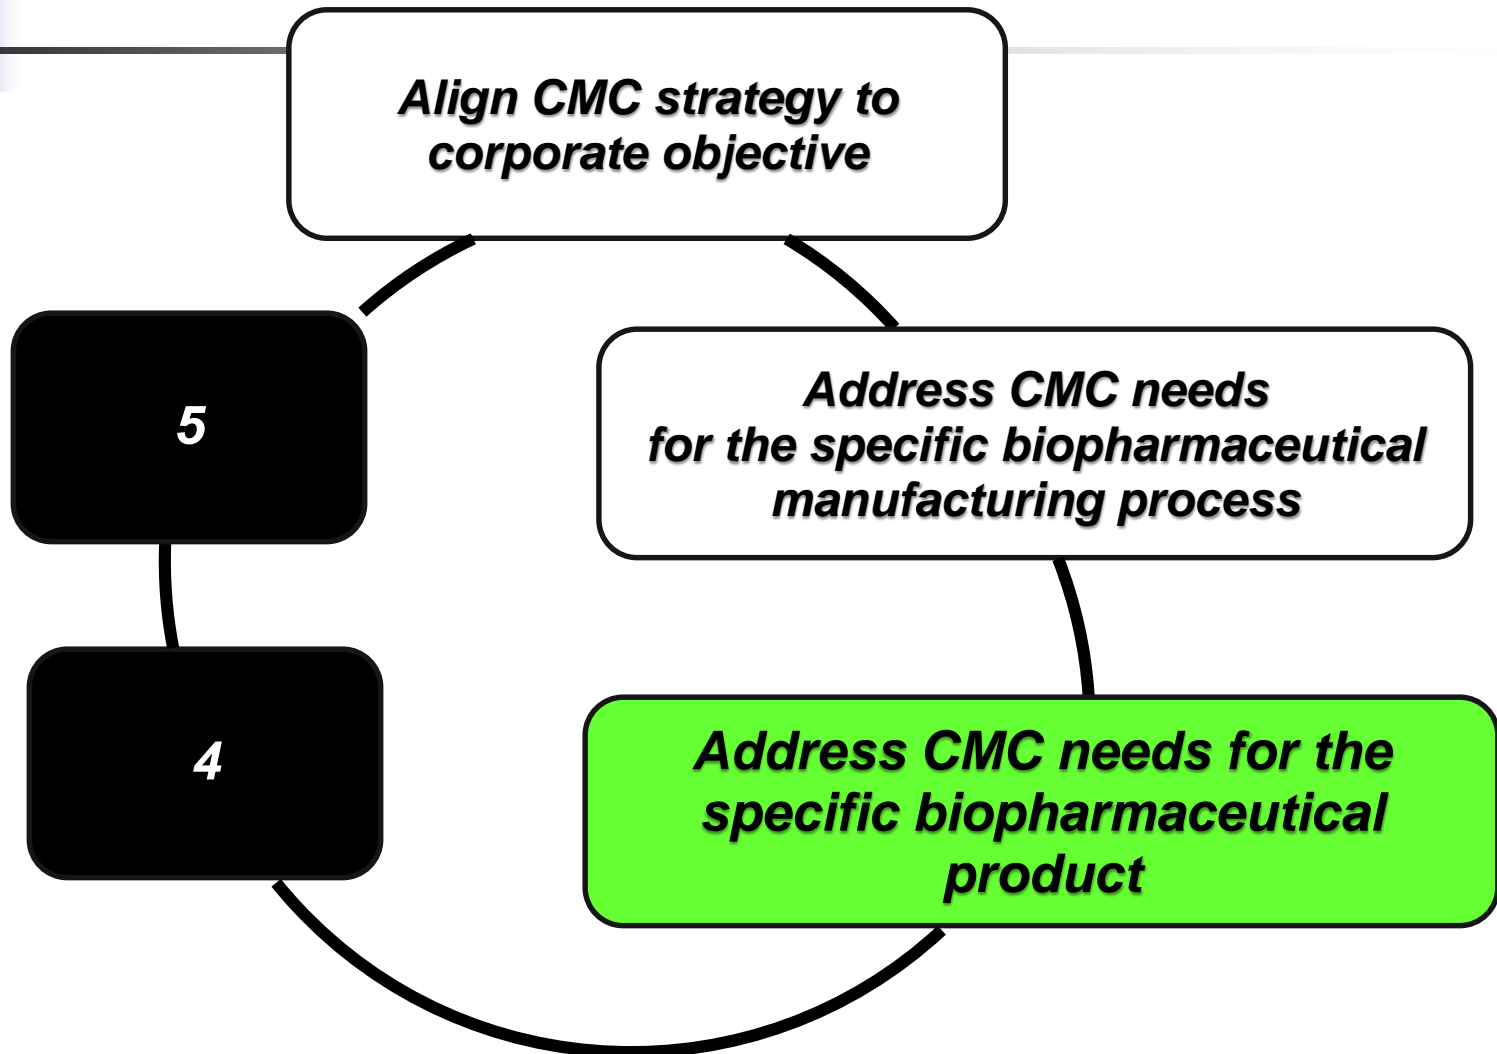 Align CMC strategy to
corporate objective
5
Address CMC needs
for the specific biopharmaceutical
manufacturing process
4
Address CMC needs for the
specific biopharmaceutical
product